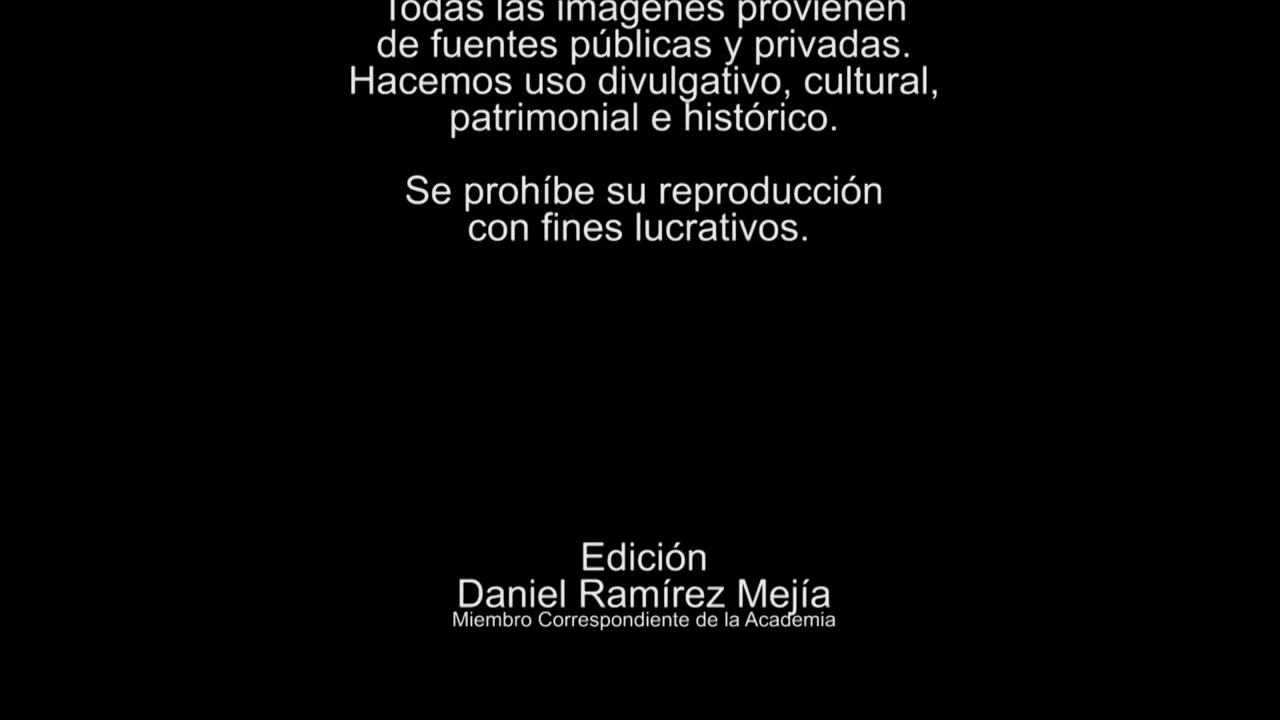 Todas las imágenes provienen
de fuentes públicas y privadas.
Hacemos uso divulgativo, cultural,
patrimonial e histórico.
Se prohíbe su reproducción
con fines lucrativos.
Edición
Daniel Ramírez Mejía
Miembro Correspondiente de la Academia